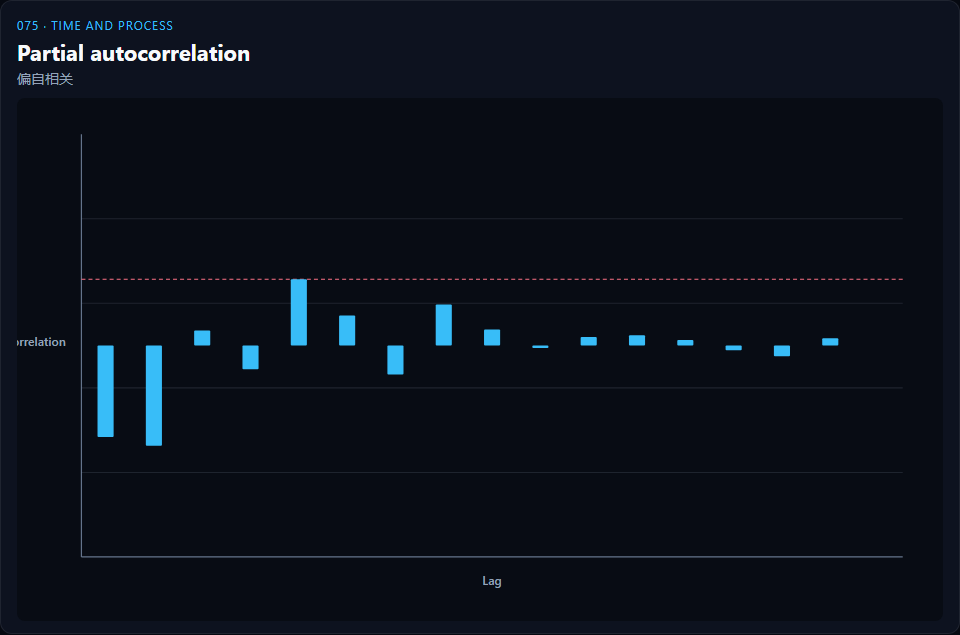 075 · TIME AND PROCESS
Partial autocorrelation
偏自相关
orrelation
Lag